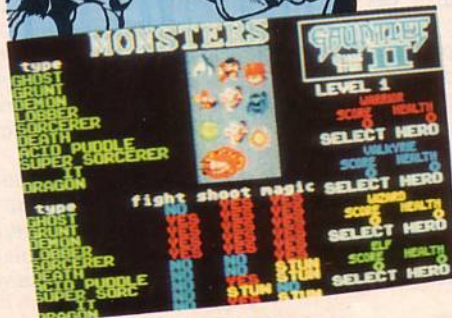 MONSTERS
type
GHOST
GRUNT
DEMON
LOBBER
SORCERER
DEATH
ACID PUDDLE
SUPER SORCERER
IT
DRAGON
type fight shoot magic
GHOST NO YES YES
GRUNT YES YES YES
DEMON YES YES YES
LOBBER YES YES YES
SORCERER YES YES YES
DEATH NO NO YES
ACID PUDDLE NO NO STUN
SUPER SORC NO YES STUN
IT NO STUN NO
DRAGON NO YES STUN
GAUNTLET
II
LEVEL 1
WARRIOR
SCORE HEALTH
0 0
SELECT HERO
VALKYRIE
SCORE HEALTH
0 0
SELECT HERO
WIZARD
SCORE HEALTH
0 0
SELECT HERO
ELF
SCORE HEALTH
0 0
SELECT HERO